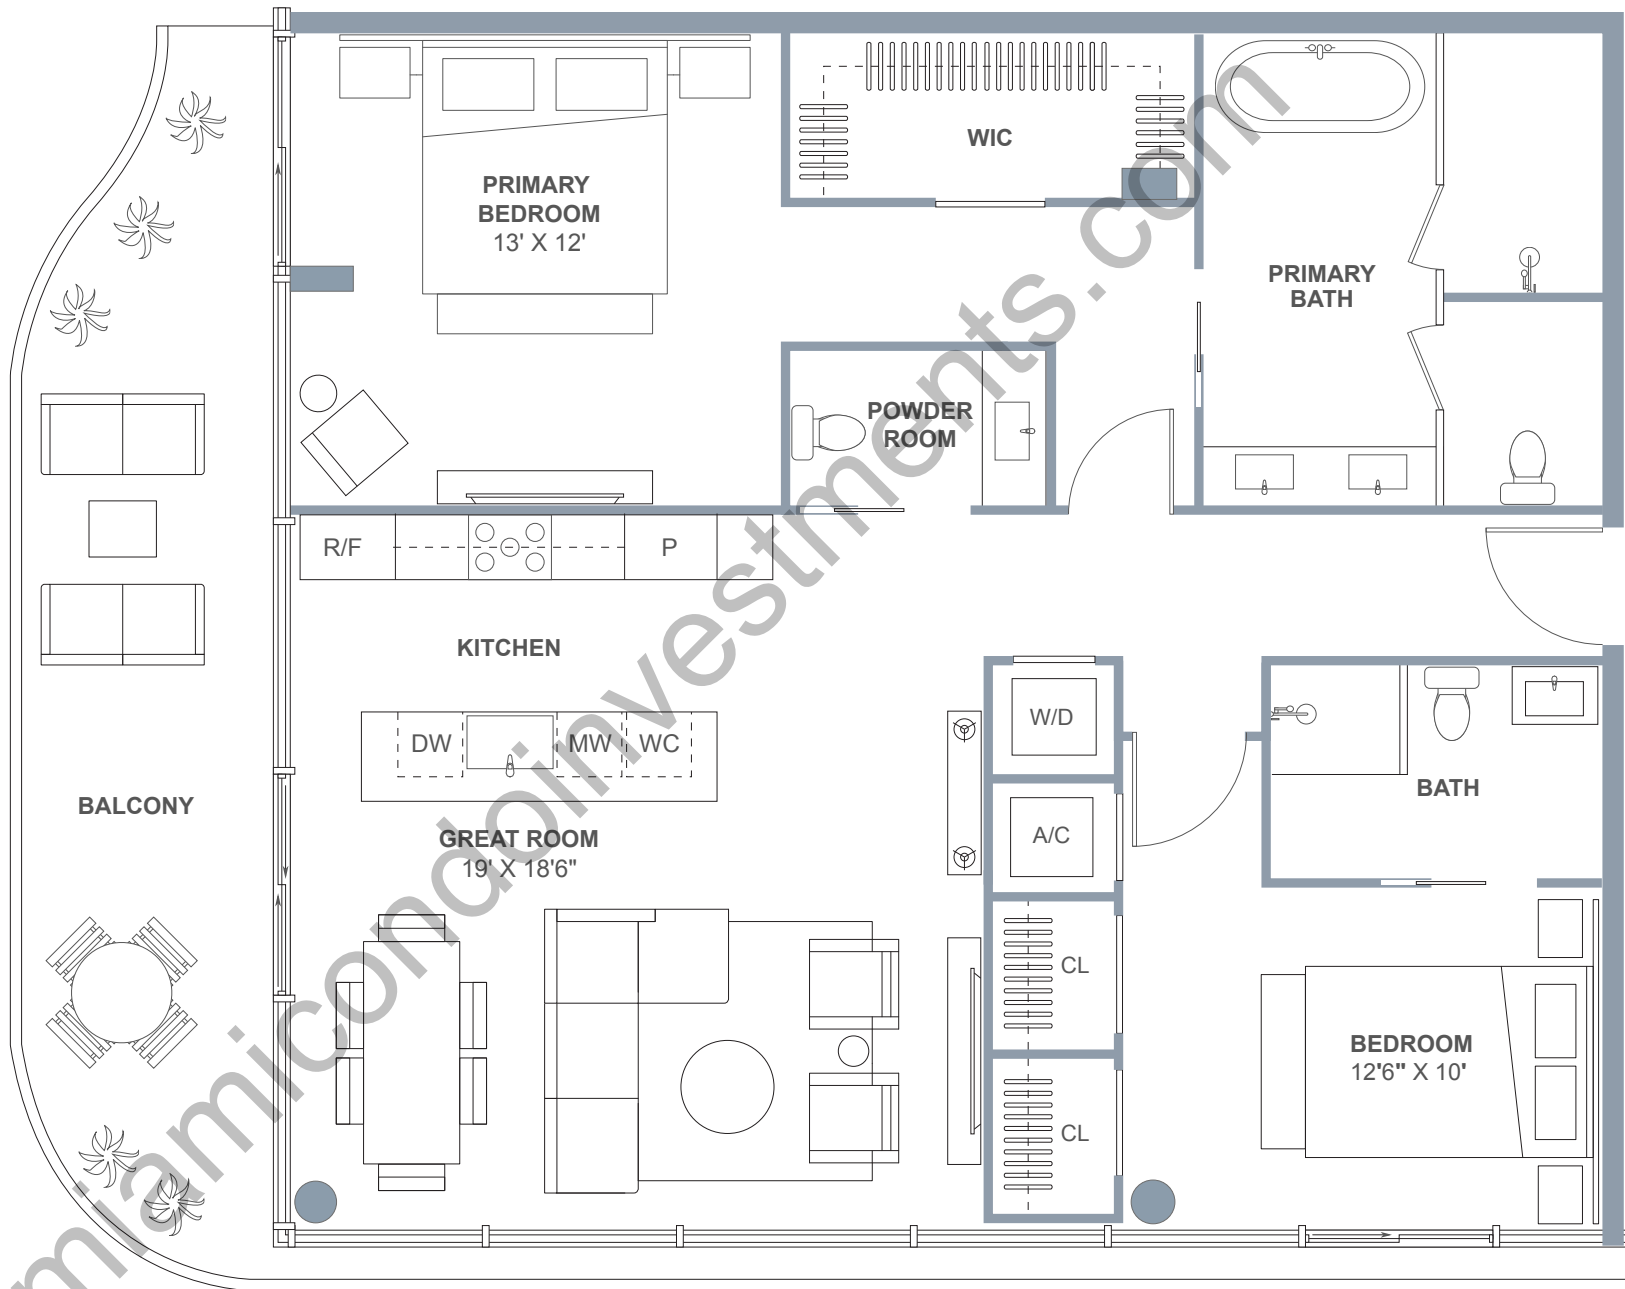 WIC
PRIMARY
BEDROOM
13' X 12'
PRIMARY
BATH
POWDER
ROOM
R/F
P
KITCHEN
W/D
DW
MW
WC
BATH
BALCONY
GREAT ROOM
19' X 18'6"
A/C
CL
BEDROOM
12'6" X 10'
CL
miamicondoinvestments.com